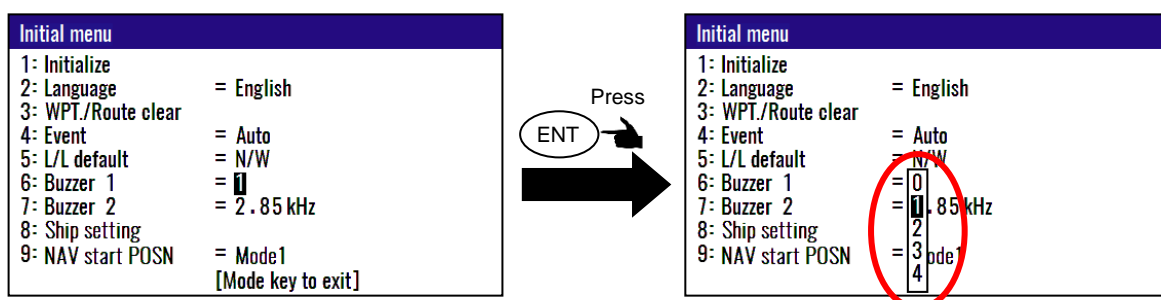 Initial menu
1: Initialize
2: Language = English
3: WPT./Route clear
4: Event = Auto
5: L/L default = N/W
6: Buzzer 1 = 1
7: Buzzer 2 = 2.85 kHz
8: Ship setting
9: NAV start POSN = Mode1
[Mode key to exit]
Press
ENT
Initial menu
1: Initialize
2: Language = English
3: WPT./Route clear
4: Event = Auto
5: L/L default = N/W
6: Buzzer 1 = 0
7: Buzzer 2 = 1.85 kHz
8: Ship setting 2
9: NAV start POSN = 3 ode1
4